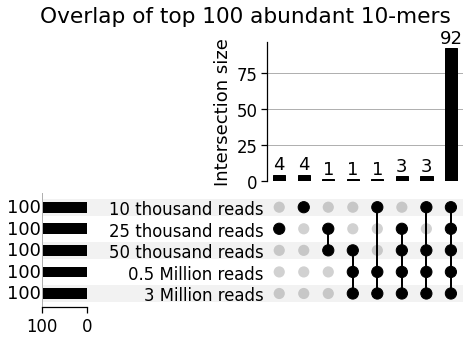 Overlap of top 100 abundant 10-mers
Intersection size
75
50
25
0
4 4 1 1 1 3 3 92
100 10 thousand reads
100 25 thousand reads
100 50 thousand reads
100 0.5 Million reads
100 3 Million reads
100 0